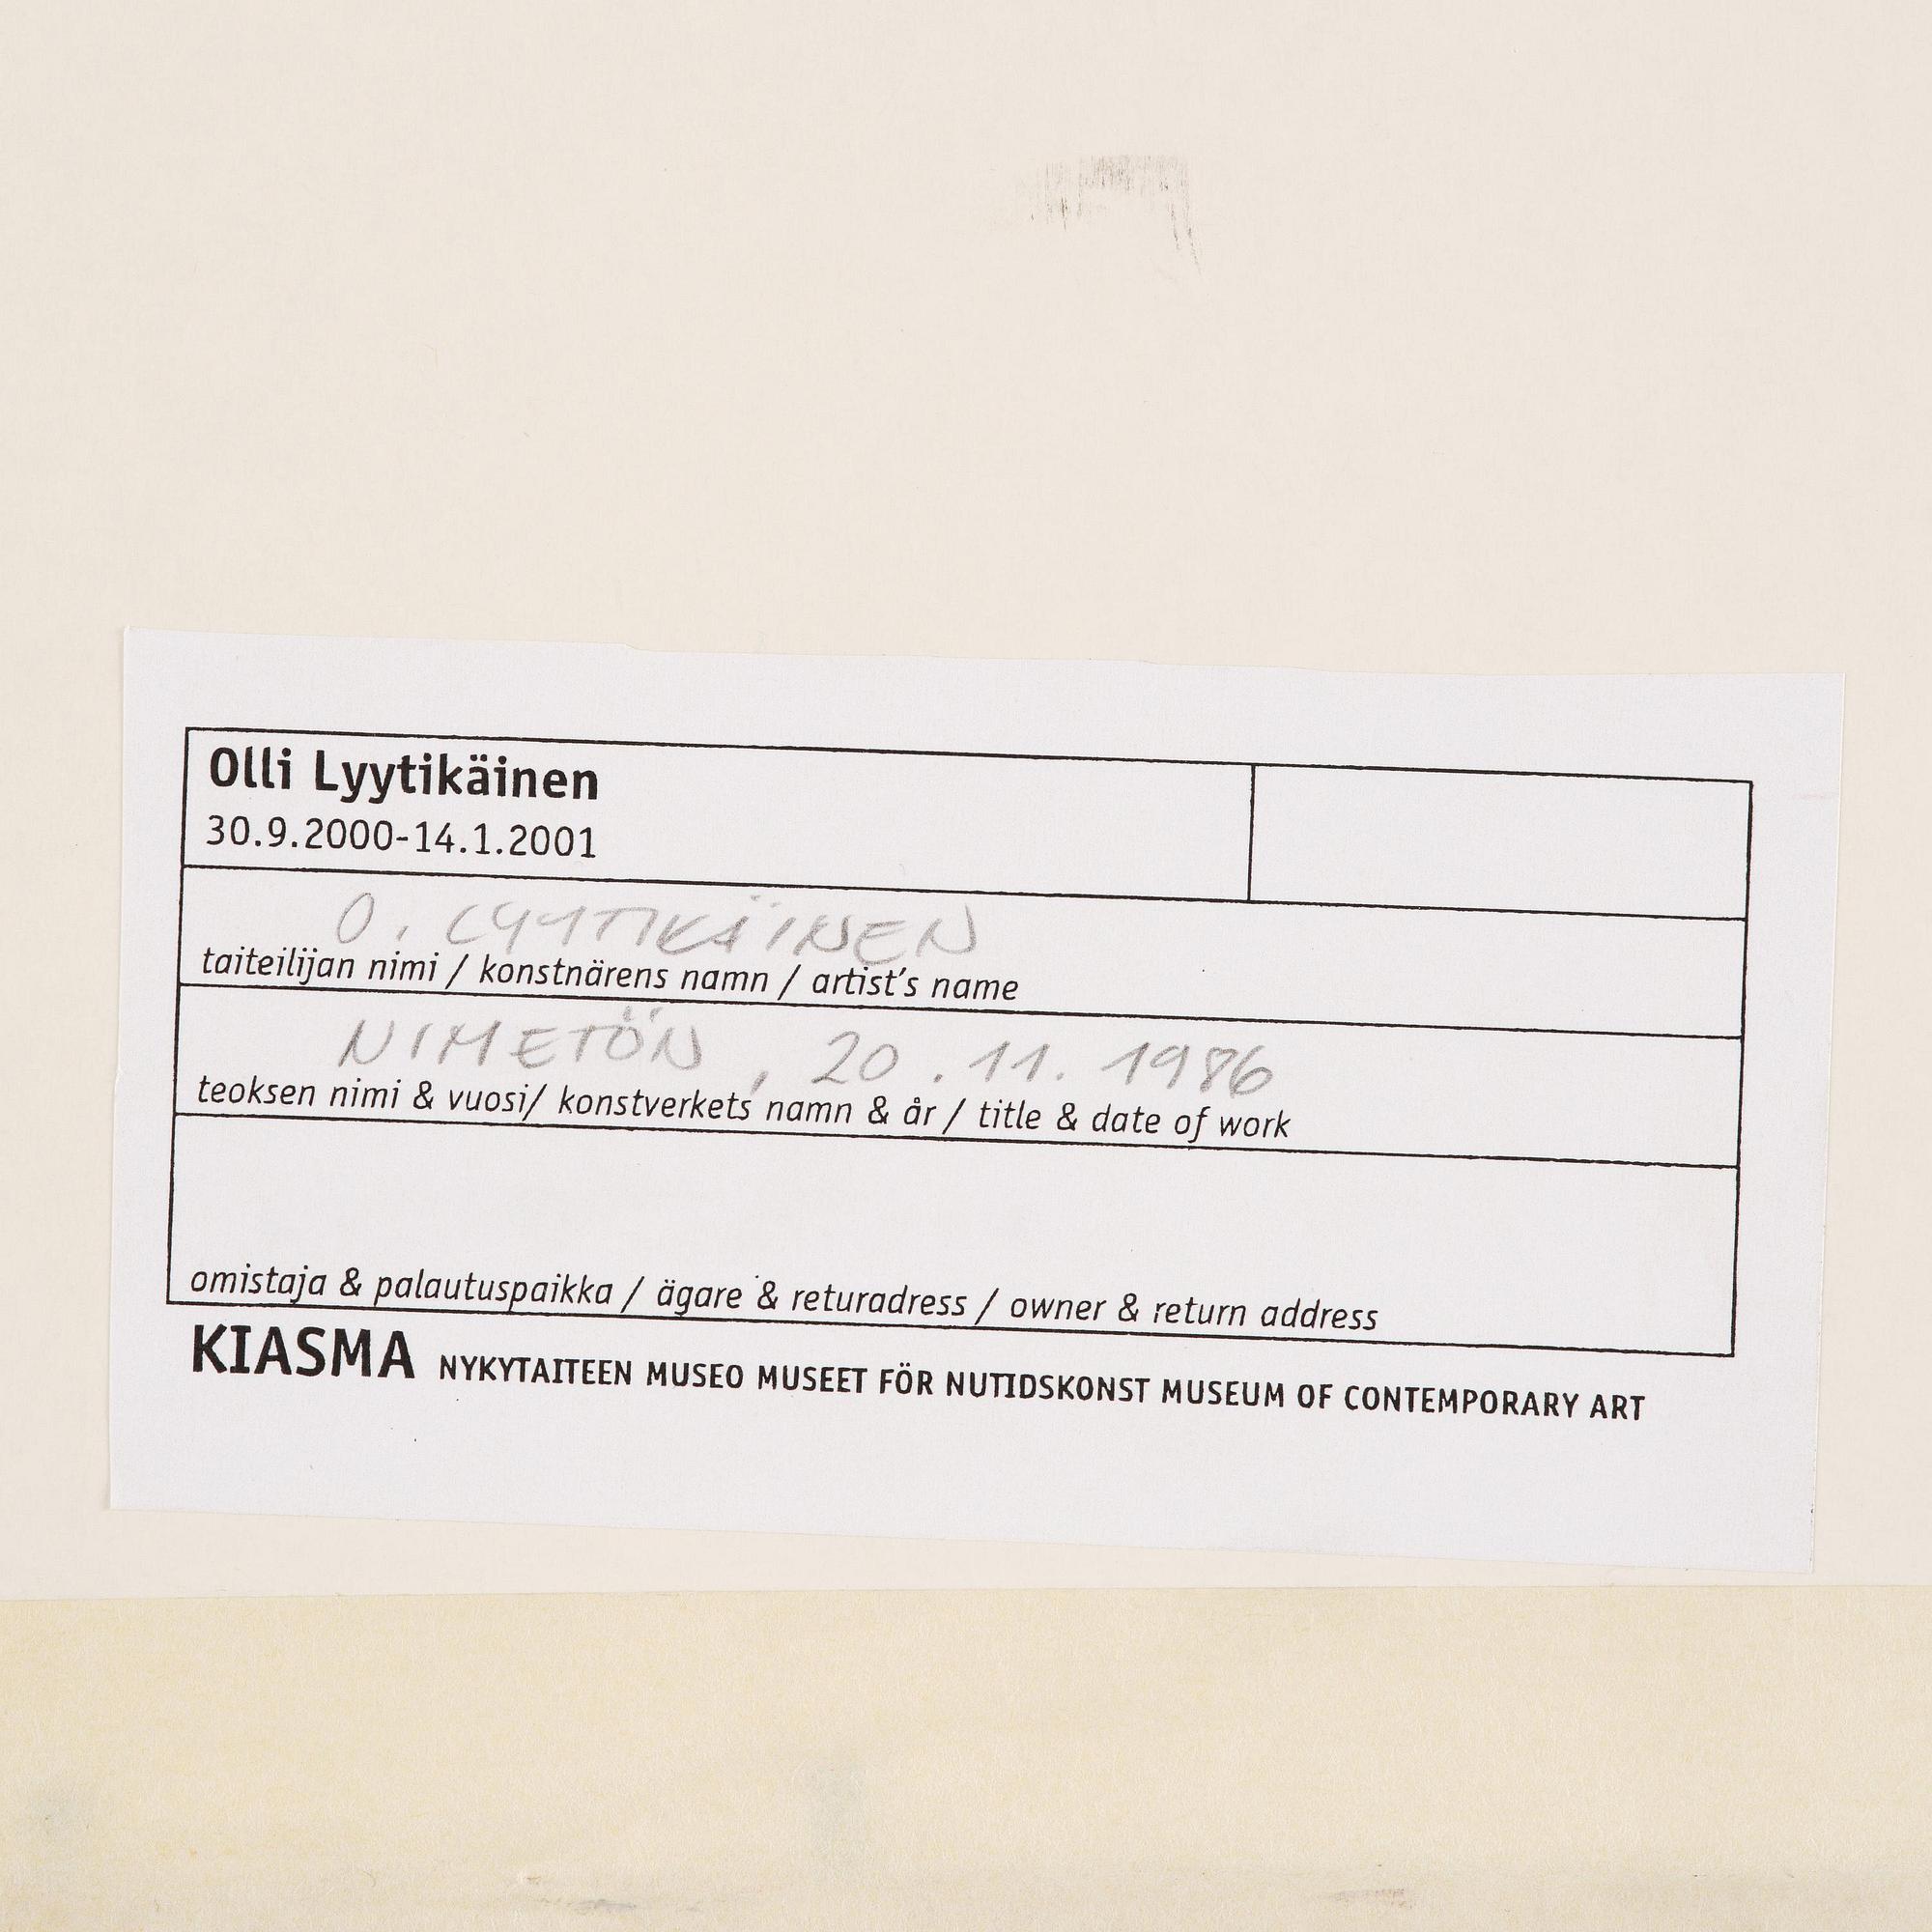 Olli Lyytikäinen
30.9.2000-14.1.2001
O. LYYTIKÄINEN
taiteilijan nimi / konstnärens namn / artist's name
NIMETÖN, 20.11.1986
teoksen nimi & vuosi/ konstverkets namn & år / title & date of work
omistaja & palautuspaikka / ägare & returadress / owner & return address
KIASMA NYKYTAITEEN MUSEO MUSEET FÖR NUTIDSKONST MUSEUM OF CONTEMPORARY ART